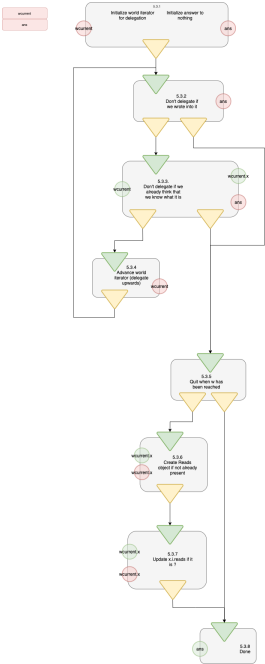 wcurrent
ans
5.3.1
Initialize world iterator
for delegation
Initialize answer to
nothing
wcurrent
ans
5.3.2
Don't delegate if
we wrote into it
ans
5.3.3.
Don't delegate if we
already think that
we know what it is
wcurrent
wcurrent.x
ans
5.3.4
Advance world
iterator (delegate
upwards)
wcurrent
5.3.5
Quit when w has
been reached
5.3.6
Create Reads
object if not already
present
wcurrent.x
wcurrent.x
5.3.7
Update x.i.reads if it
is ?
wcurrent.x
wcurrent.x
5.3.8
Done
ans